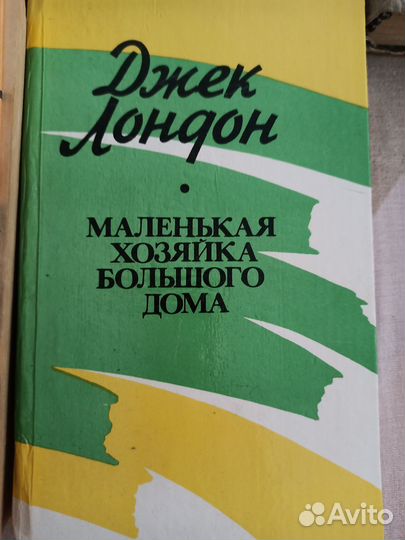 Джек
Лондон
МАЛЕНЬКАЯ
ХОЗЯЙКА
БОЛЬШОГО
ДОМА
Avito